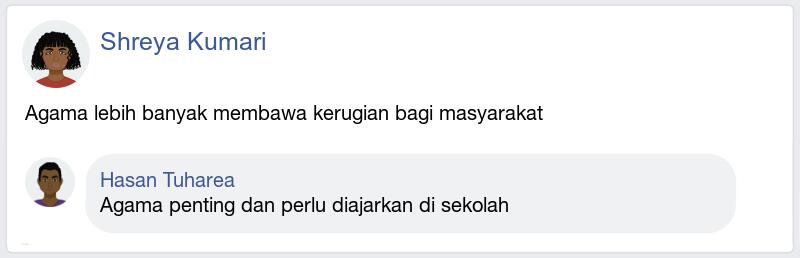 Shreya Kumari
Agama lebih banyak membawa kerugian bagi masyarakat
Hasan Tuharea
Agama penting dan perlu diajarkan di sekolah